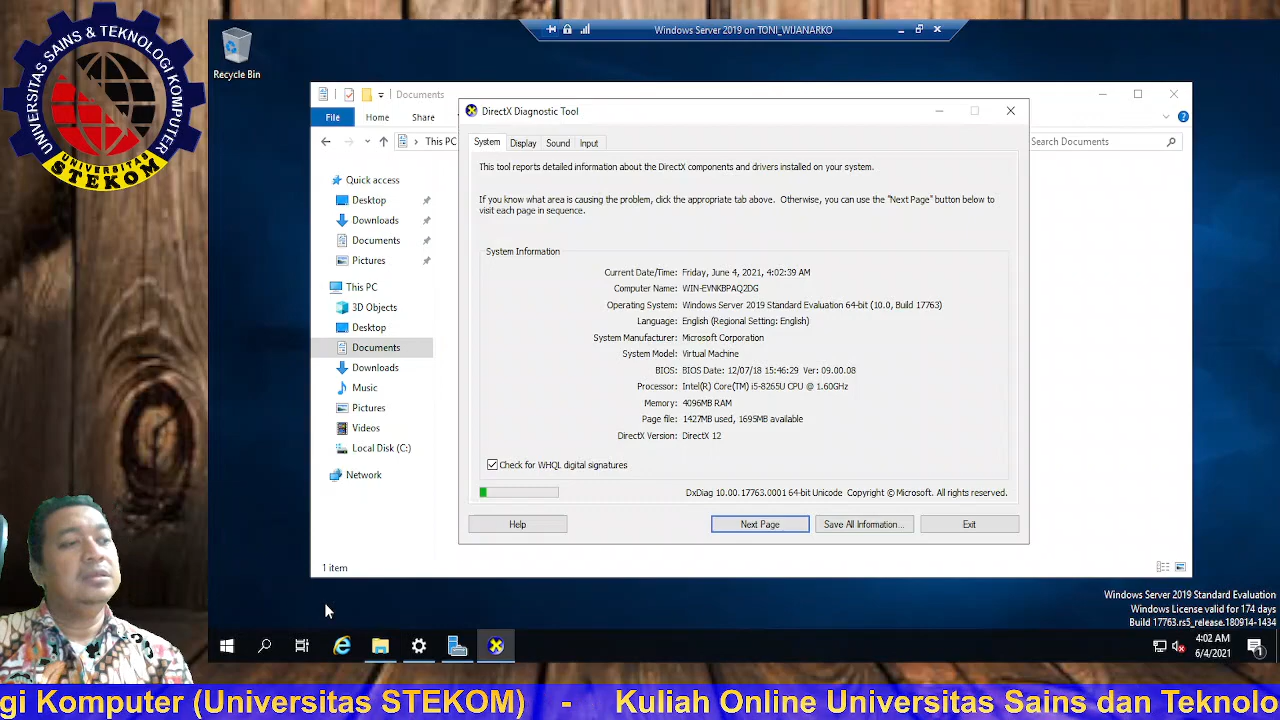 UNIVERSITAS SAINS & TEKNOLOGI KOMPUTER
UNIVERSITAS
STEKOM
Recycle Bin
Windows Server 2019 on TONI_WIJANARKO
Documents
File
Home
Share
This PC
Search Documents
Quick access
Desktop
Downloads
Documents
Pictures
This PC
3D Objects
Desktop
Documents
Downloads
Music
Pictures
Videos
Local Disk (C:)
Network
1 item
DirectX Diagnostic Tool
System
Display
Sound
Input
This tool reports detailed information about the DirectX components and drivers installed on your system.
If you know what area is causing the problem, click the appropriate tab above. Otherwise, you can use the "Next Page" button below to
visit each page in sequence.
System Information
Current Date/Time: Friday, June 4, 2021, 4:02:39 AM
Computer Name: WIN-EVNKBPAQ2DG
Operating System: Windows Server 2019 Standard Evaluation 64-bit (10.0, Build 17763)
Language: English (Regional Setting: English)
System Manufacturer: Microsoft Corporation
System Model: Virtual Machine
BIOS: BIOS Date: 12/07/18 15:46:29 Ver: 09.00.08
Processor: Intel(R) Core(TM) i5-8265U CPU @ 1.60GHz
Memory: 4096MB RAM
Page file: 1427MB used, 1695MB available
DirectX Version: DirectX 12
Check for WHQL digital signatures
DxDiag 10.00.17763.0001 64-bit Unicode Copyright © Microsoft. All rights reserved.
Help
Next Page
Save All Information...
Exit
Windows Server 2019 Standard Evaluation
Windows License valid for 174 days
Build 17763.rs5_release.180914-1434
4:02 AM
6/4/2021
1
gi Komputer (Universitas STEKOM) - Kuliah Online Universitas Sains dan Teknolo